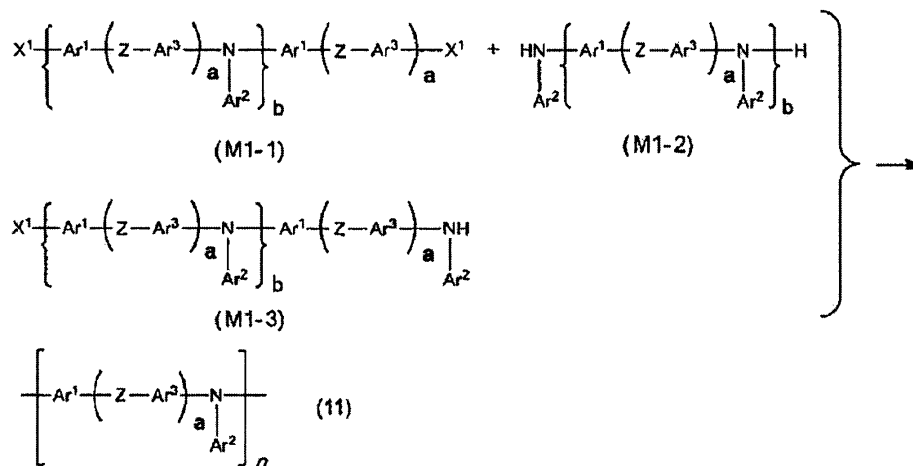 X¹ { Ar¹ ( Z — Ar³ ) a N Ar² } b Ar¹ ( Z — Ar³ ) a X¹ + HN Ar² { Ar¹ ( Z — Ar³ ) a N Ar² } b H
(M1-1) (M1-2)
X¹ { Ar¹ ( Z — Ar³ ) a N Ar² } b Ar¹ ( Z — Ar³ ) a NH Ar²
(M1-3)
[ Ar¹ ( Z — Ar³ ) a N Ar² ] (11)